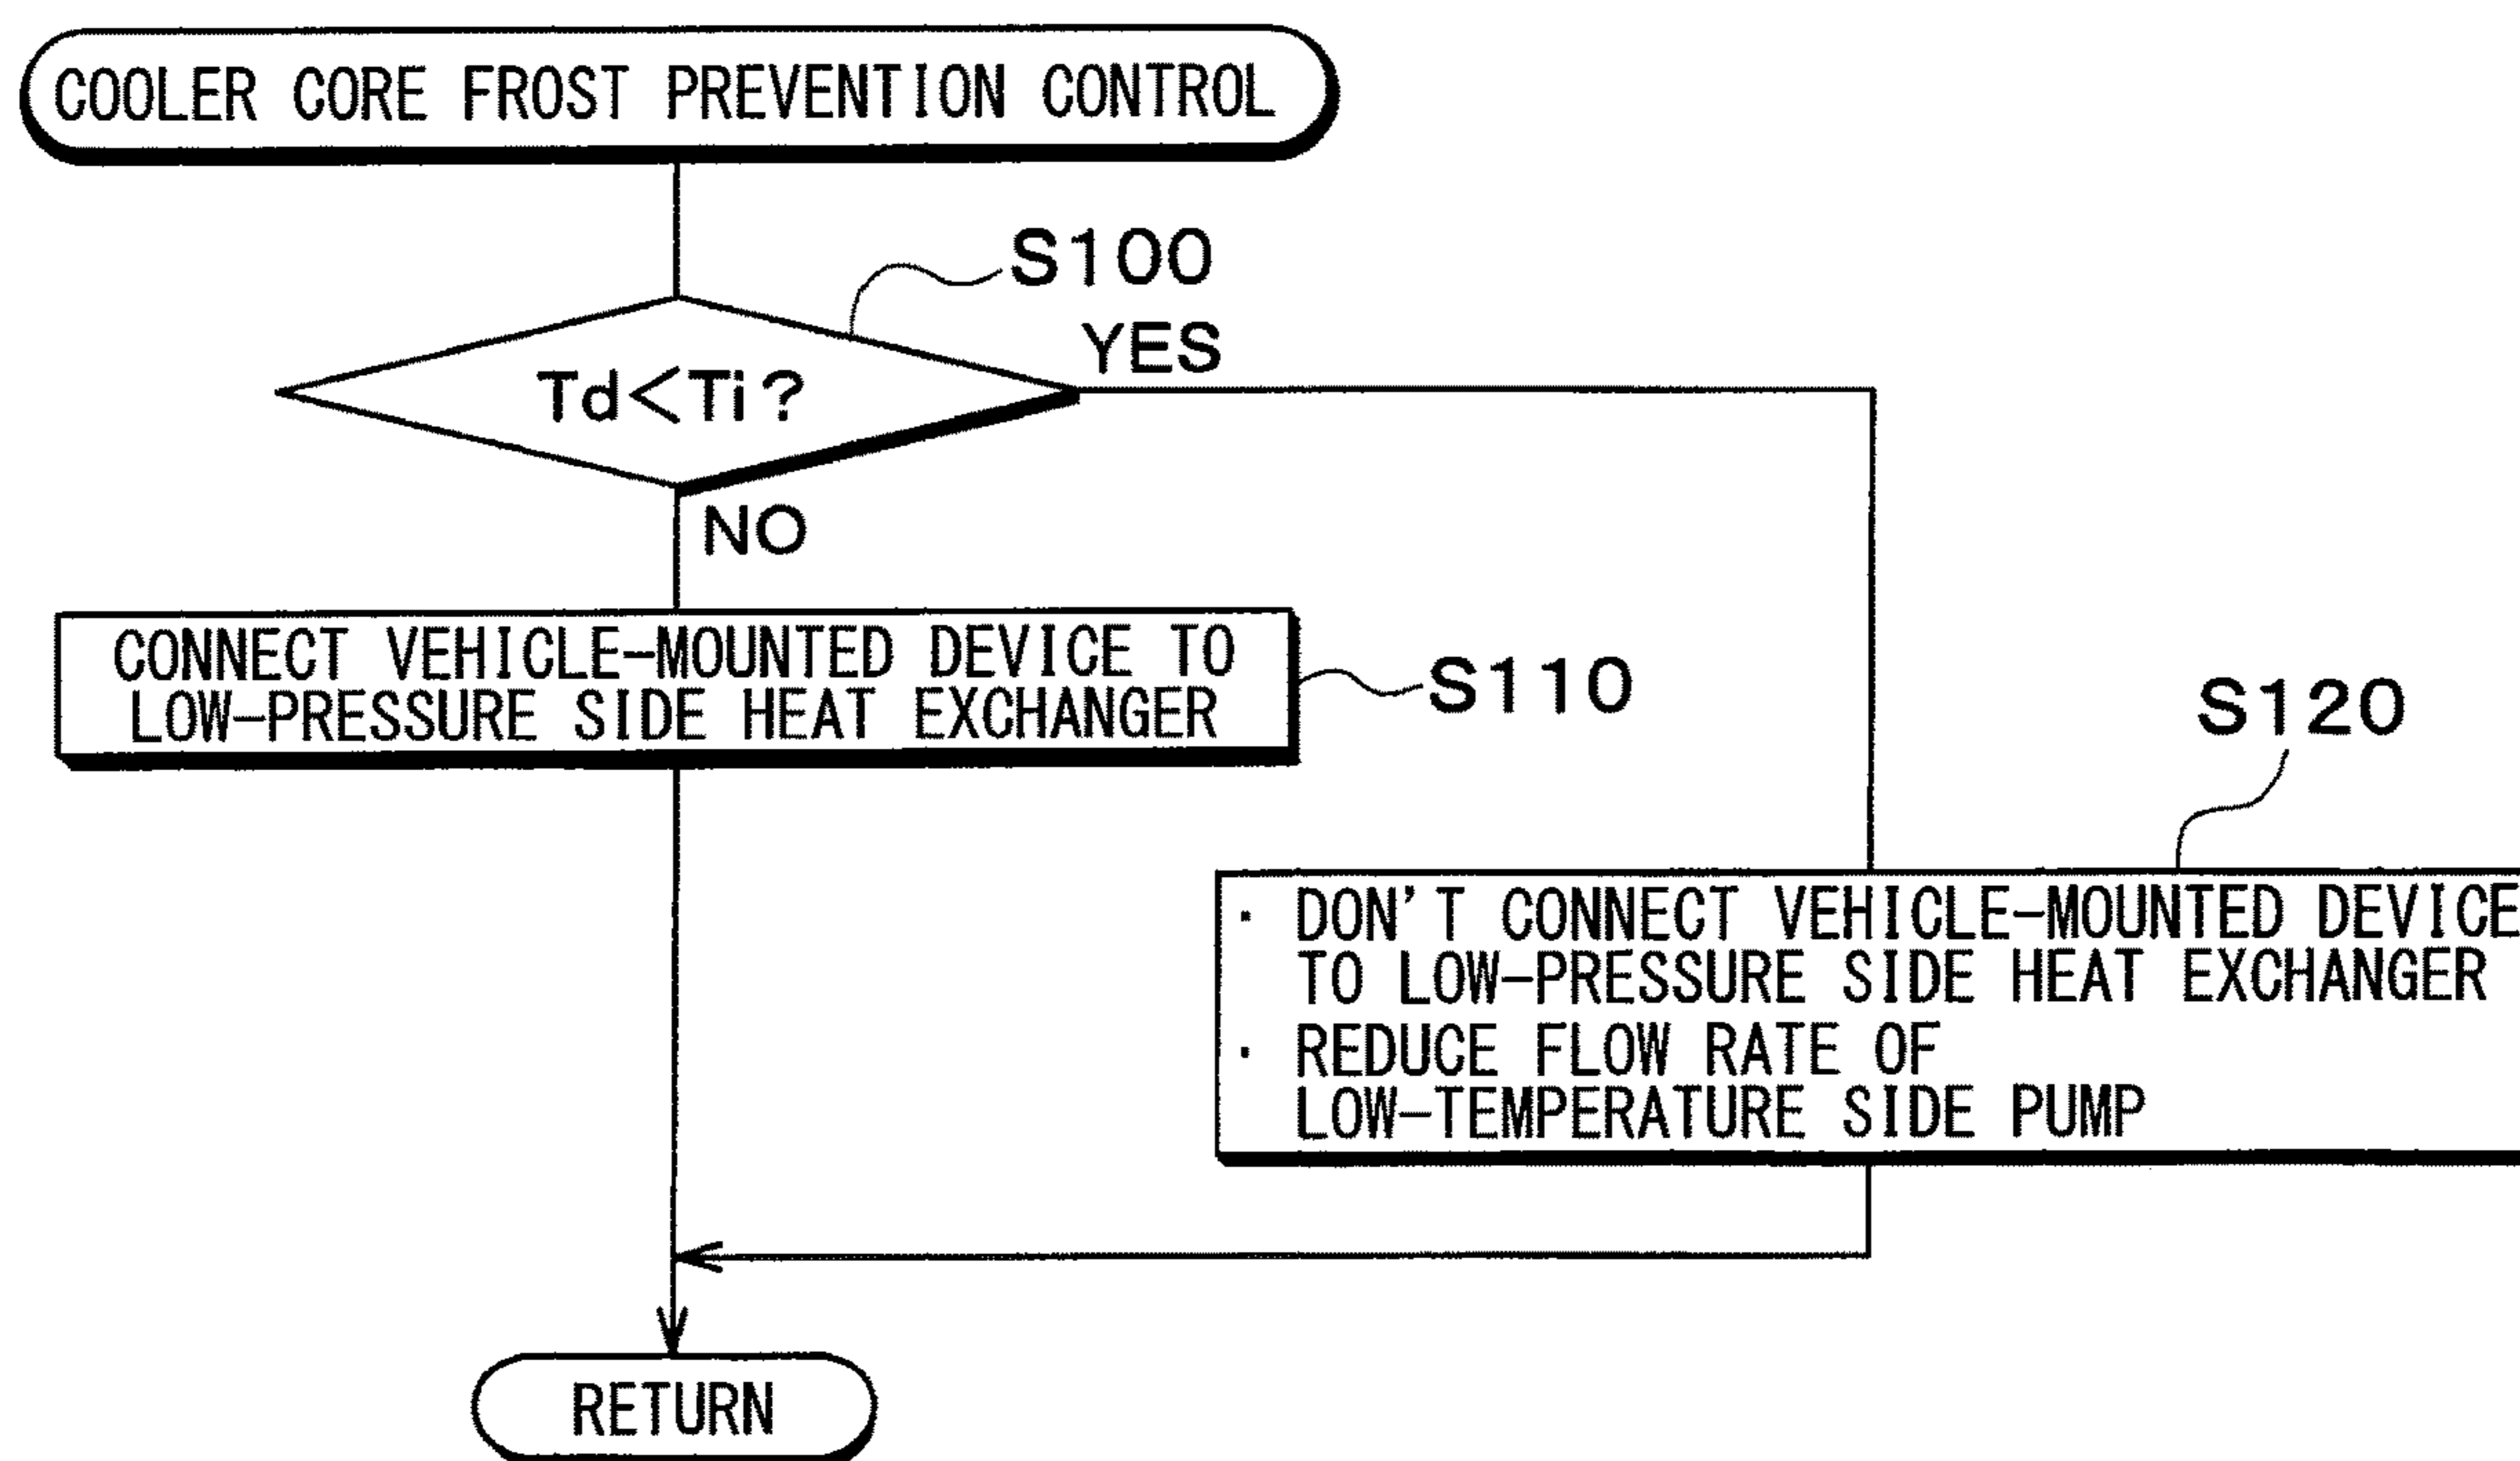 COOLER CORE FROST PREVENTION CONTROL
S100
YES
Td<Ti?
NO
CONNECT VEHICLE-MOUNTED DEVICE TO
LOW-PRESSURE SIDE HEAT EXCHANGER
S110
S120
· DON'T CONNECT VEHICLE-MOUNTED DEVICE
TO LOW-PRESSURE SIDE HEAT EXCHANGER
· REDUCE FLOW RATE OF
LOW-TEMPERATURE SIDE PUMP
RETURN